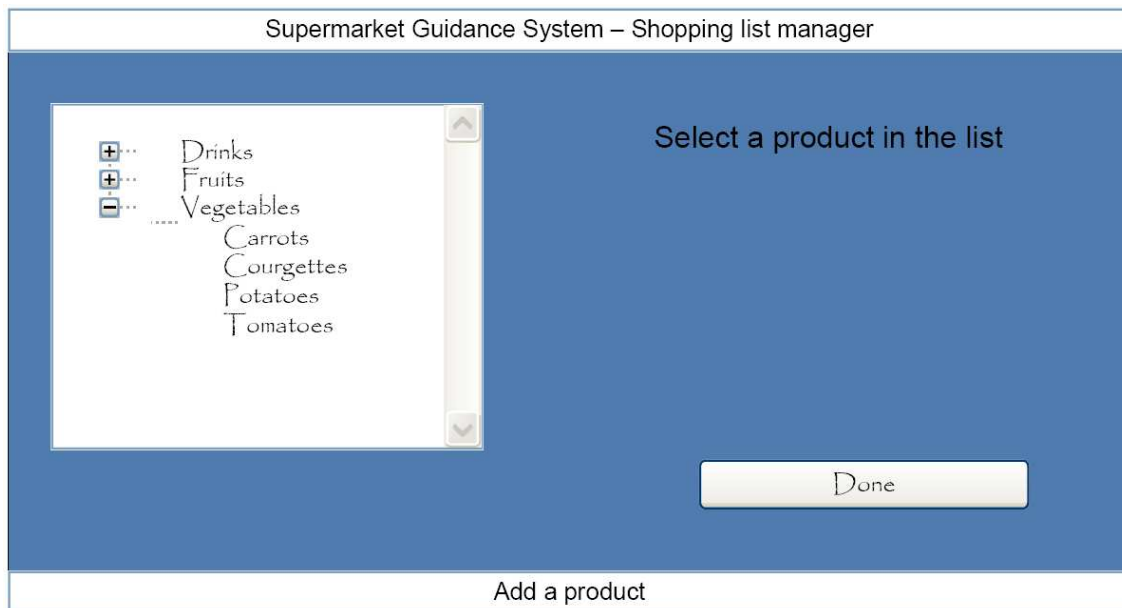 Supermarket Guidance System – Shopping list manager
Drinks
Fruits
Vegetables
Carrots
Courgettes
Potatoes
Tomatoes
Select a product in the list
Done
Add a product